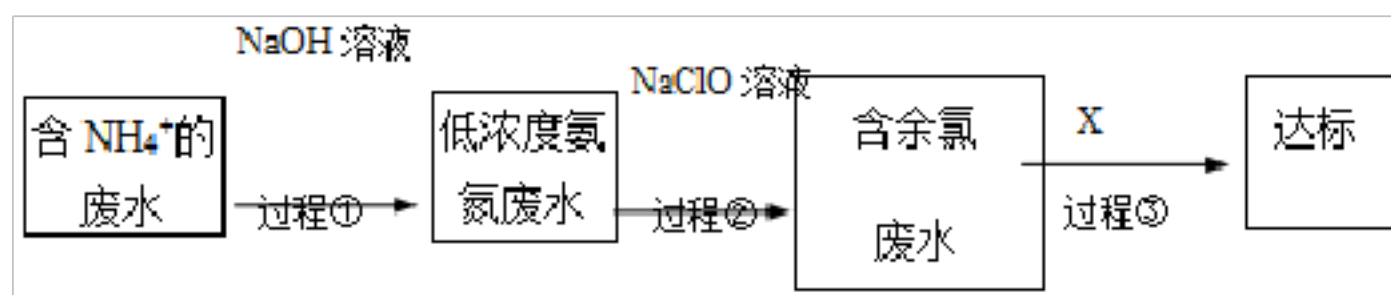 NaOH 溶液
含 NH₄⁺的
废水
过程①
低浓度氨
氮废水
NaClO 溶液
过程②
含余氯
废水
X
过程③
达标